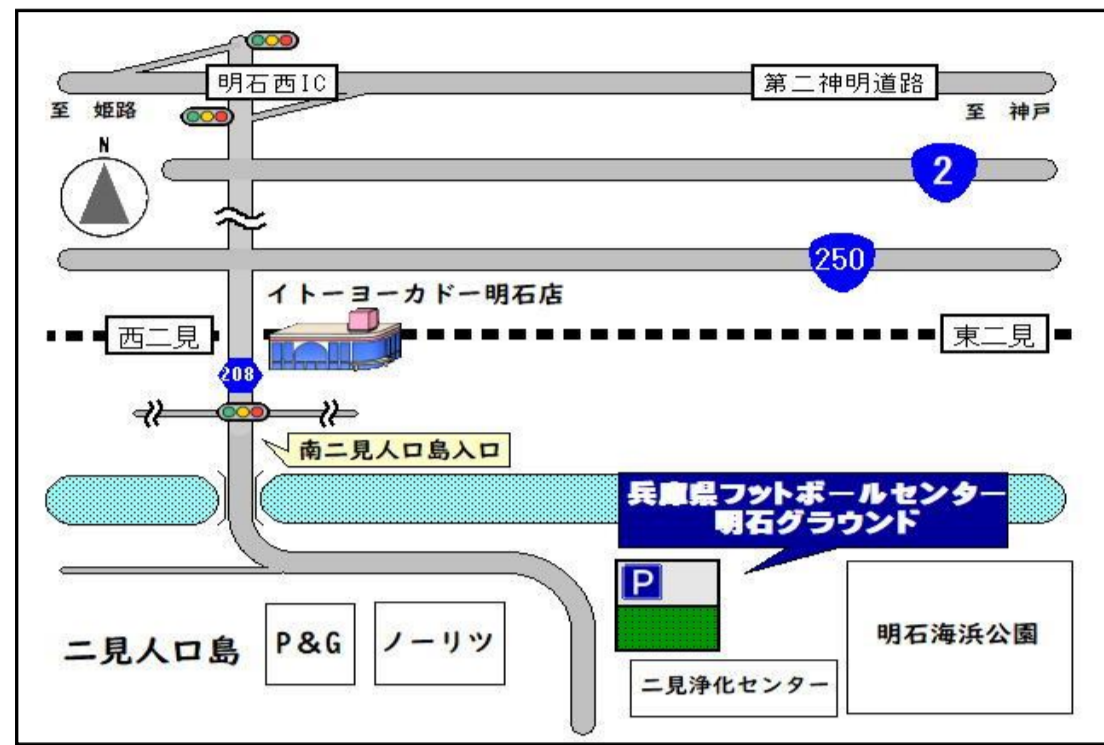 明石西IC
第二神明道路
至 姫路
至 神戸
N
2
250
イトーヨーカドー明石店
西二見
東二見
208
南二見人口島入口
兵庫県フットボールセンター
明石グラウンド
P
二見人口島
P&G
ノーリツ
明石海浜公園
二見浄化センター